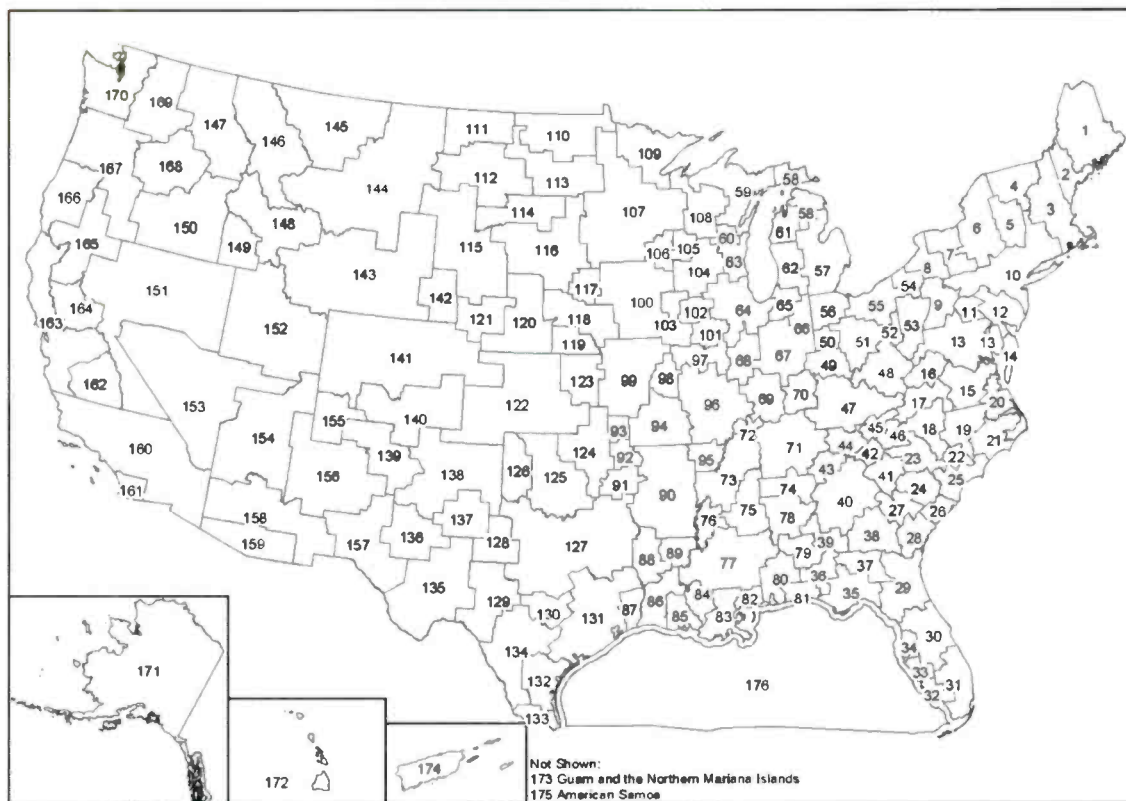 170 169 147 146 145 111 110 1
144 109
167 168 112 113 59 58 4 2
166 150 148 114 107 108 58 6 5 3
165 149 115 116 105 60 61 7
143 106 63 57 8 10
151 142 117 104 62 54
164 152 121 120 118 100 102 64 65 56 55 9 11 12
163 119 103 101 66 50 51 52 53 13 13
162 141 123 97 68 67 49 48 16 14
153 155 140 122 99 98 96 69 70 47 17 15 20
160 154 139 93 94 72 71 45 46 18 19 21
161 156 138 126 125 124 92 95 44 42 23 22
158 137 91 90 73 74 43 41 24 25
159 157 136 128 127 76 75 78 40 27 26
135 88 89 77 79 39 38 28
129 130 131 87 86 84 80 36 37 29
134 85 83 82 81 35
171 132 176 34 30
133 33 32 31
172
174
Not Shown:
173 Guam and the Northern Mariana Islands
175 American Samoa